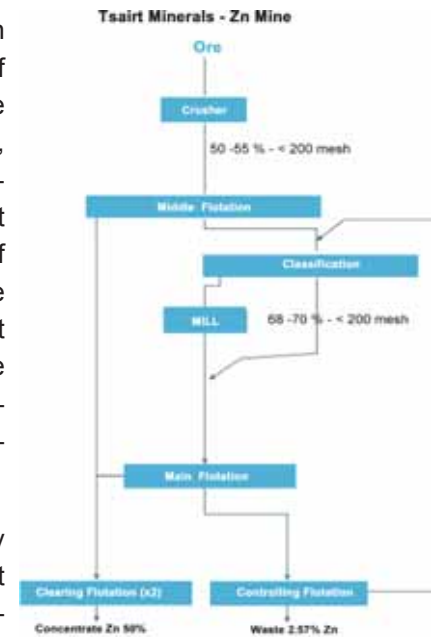 Tsairt Minerals - Zn Mine
Ore
Crusher
50 -55 % - < 200 mesh
Middle Flotation
Classification
MILL
68 -70 % - < 200 mesh
Main Flotation
Clearing Flotation (x2)
Controlling Flotation
Concentrate Zn 50%
Waste 2.57% Zn